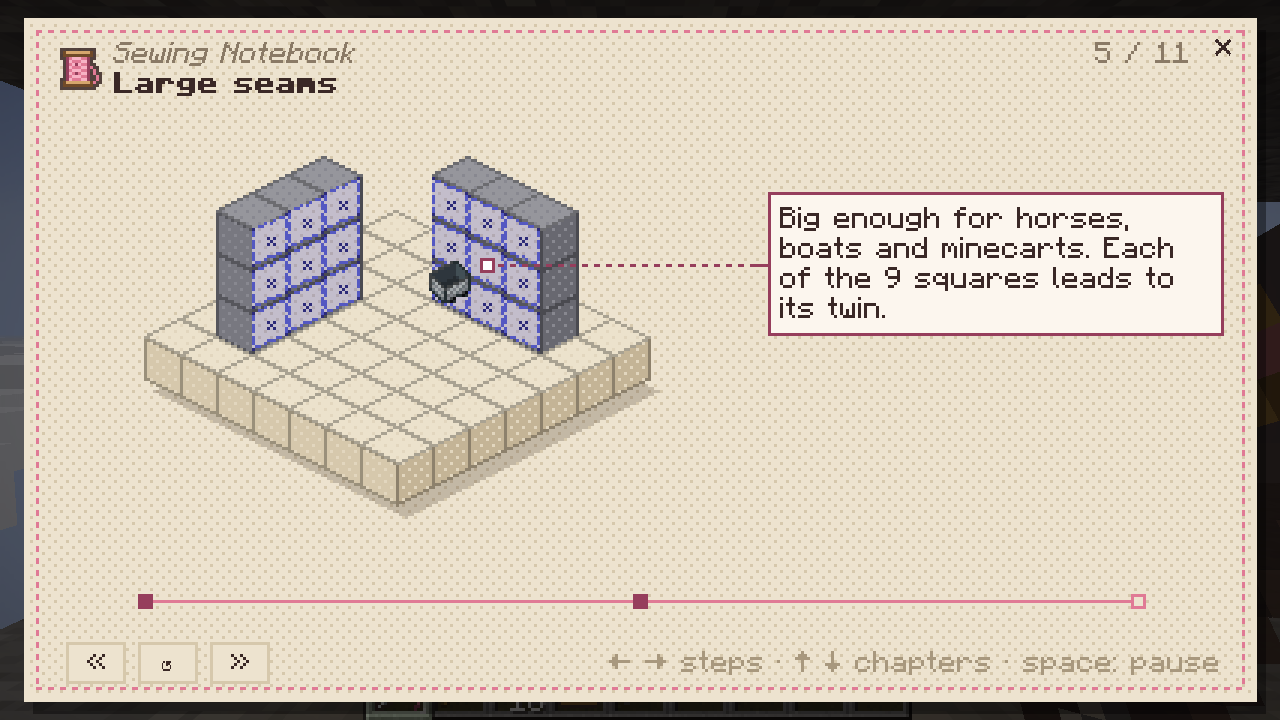 Sewing Notebook
5 / 11
Large seams
Big enough for horses,
boats and minecarts. Each
of the 9 squares leads to
its twin.
← → steps · ↑ ↓ chapters · space: pause